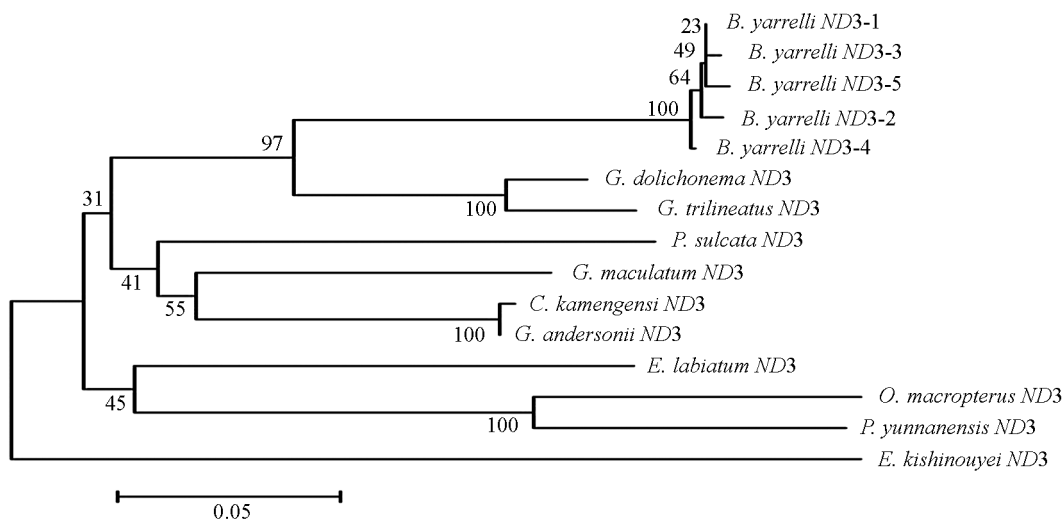 23
B. yarrelli ND3-1
49
B. yarrelli ND3-3
64
B. yarrelli ND3-5
100
B. yarrelli ND3-2
97
B. yarrelli ND3-4
G. dolichonema ND3
31
100
G. trilineatus ND3
P. sulcata ND3
41
G. maculatum ND3
55
C. kamengensi ND3
100
G. andersonii ND3
E. labiatum ND3
45
O. macropterus ND3
100
P. yunnanensis ND3
E. kishinouyei ND3
0.05